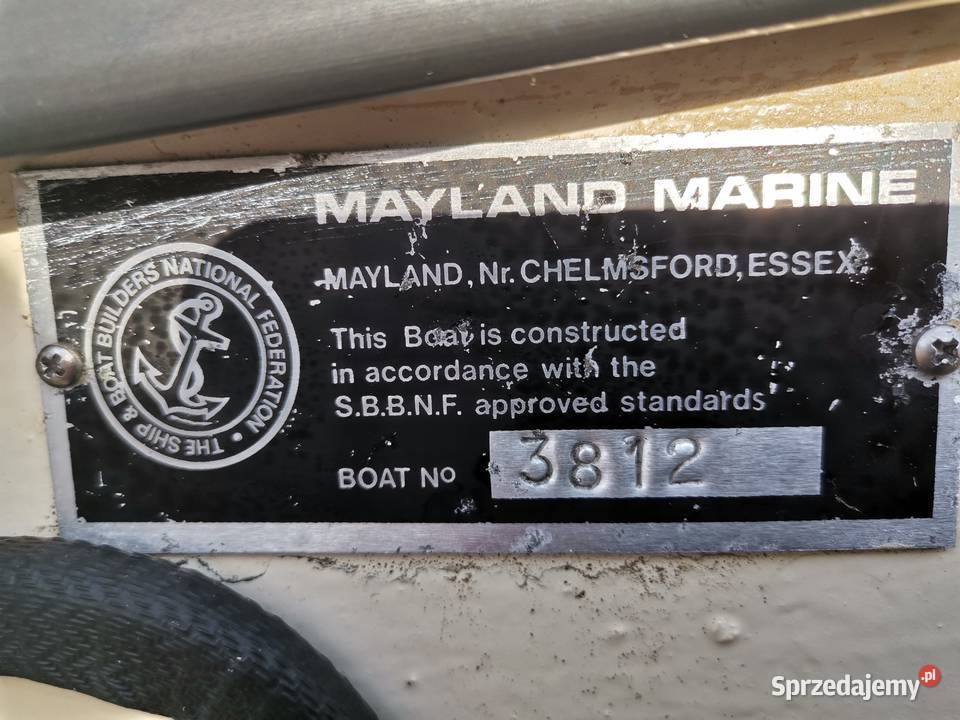 MAYLAND MARINE
MAYLAND, Nr. CHELMSFORD, ESSEX.
This Boat is constructed
in accordance with the
S.B.B.N.F. approved standards
BOAT No 3812
THE SHIP & BOAT BUILDERS NATIONAL FEDERATION •
Sprzedajemy.pl